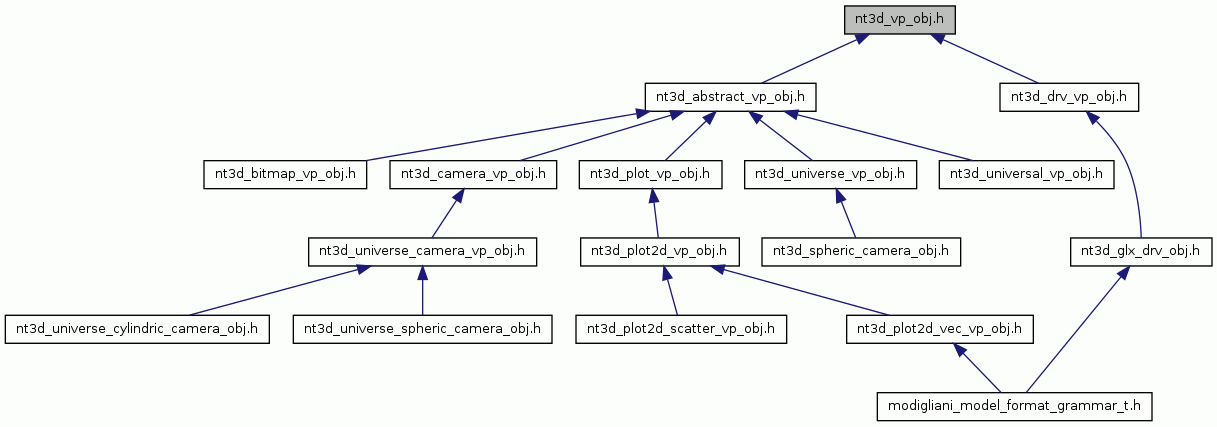 nt3d_vp_obj.h
nt3d_abstract_vp_obj.h
nt3d_drv_vp_obj.h
nt3d_bitmap_vp_obj.h
nt3d_camera_vp_obj.h
nt3d_plot_vp_obj.h
nt3d_universe_vp_obj.h
nt3d_universal_vp_obj.h
nt3d_universe_camera_vp_obj.h
nt3d_plot2d_vp_obj.h
nt3d_spheric_camera_obj.h
nt3d_glx_drv_obj.h
nt3d_universe_cylindric_camera_obj.h
nt3d_universe_spheric_camera_obj.h
nt3d_plot2d_scatter_vp_obj.h
nt3d_plot2d_vec_vp_obj.h
modigliani_model_format_grammar_t.h